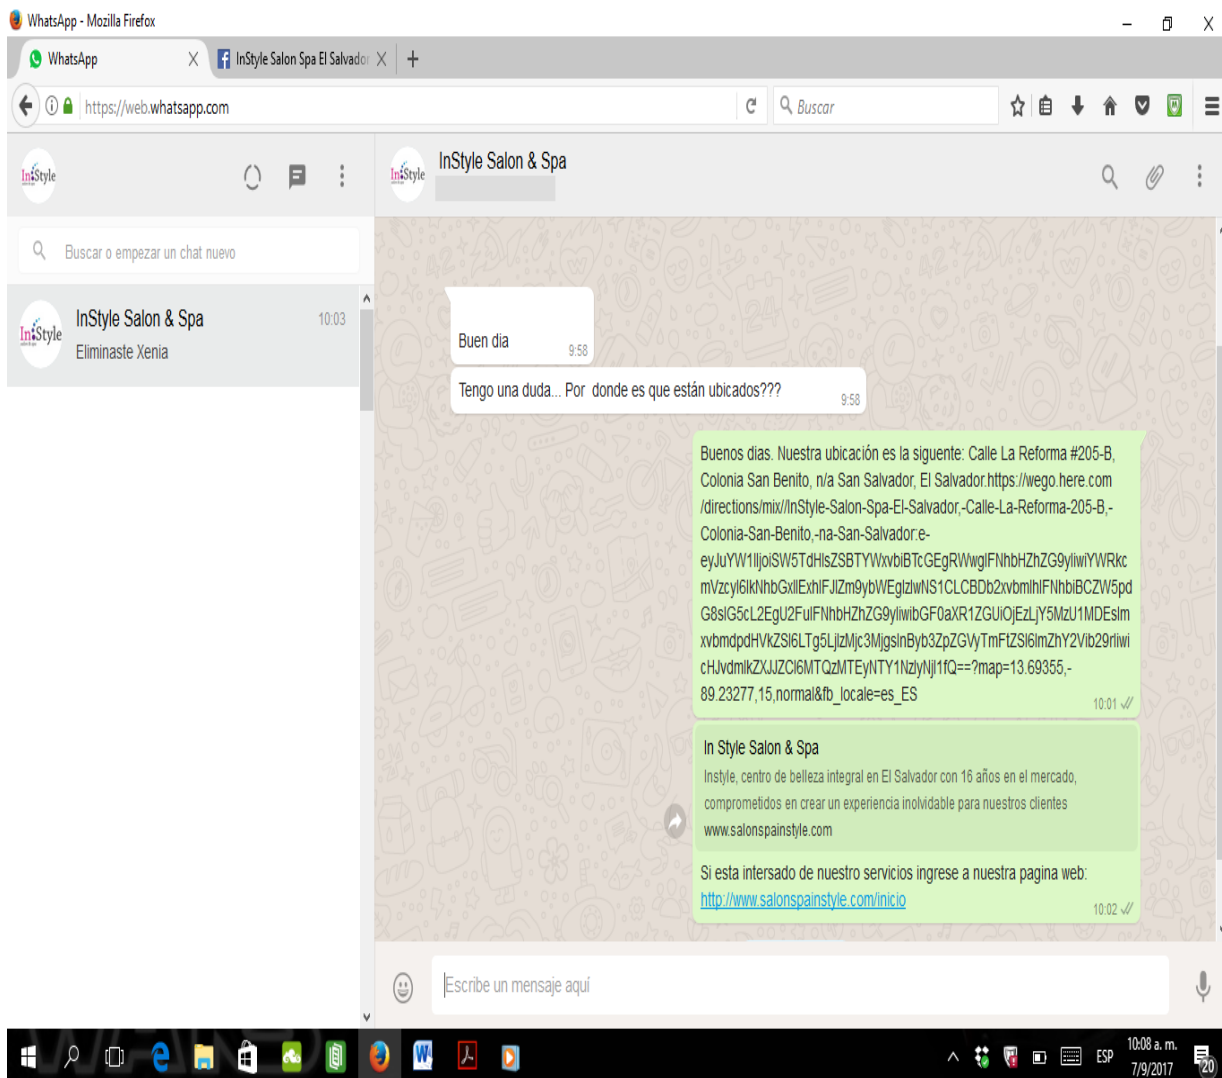 WhatsApp - Mozilla Firefox
WhatsApp
InStyle Salon Spa El Salvador
https://web.whatsapp.com
Buscar
In:Style
In:Style
InStyle Salon & Spa
Buscar o empezar un chat nuevo
In:Style
InStyle Salon & Spa
10:03
Eliminaste Xenia
Buen dia
9:58
Tengo una duda... Por donde es que están ubicados???
9:58
Buenos dias. Nuestra ubicación es la siguente: Calle La Reforma #205-B,
Colonia San Benito, n/a San Salvador, El Salvador.https://wego.here.com
/directions/mix//InStyle-Salon-Spa-El-Salvador,-Calle-La-Reforma-205-B,-
Colonia-San-Benito,-na-San-Salvador:e-
eyJuYW1lIjoiSW5TdHlsZSBTYWxvbiBTcGEgRWwgIFNhbHZhZG9yIiwiYWRkc
mVzcyI6IkNhbGxlIExhIFJlZm9ybWEgIzIwNS1CLCBDb2xvbmlhIFNhbiBCZW5pd
G8sIG5cL2EgU2FuIFNhbHZhZG9yIiwibGF0aXR1ZGUiOjEzLjY5MzU1MDEsIm
xvbmdpdHVkZSI6LTg5LjIzMjc3MjgsInByb3ZpZGVyTmFtZSI6ImZhY2Vib29rIiwi
cHJvdmlkZXJJZCI6MTQzMTEyNTY1NzIyNjI1fQ==?map=13.69355,-
89.23277,15,normal&fb_locale=es_ES
10:01
In Style Salon & Spa
Instyle, centro de belleza integral en El Salvador con 16 años en el mercado,
comprometidos en crear un experiencia inolvidable para nuestros clientes
www.salonspainstyle.com
Si esta intersado de nuestro servicios ingrese a nuestra pagina web:
http://www.salonspainstyle.com/inicio
10:02
Escribe un mensaje aquí
ESP
10:08 a. m.
7/9/2017
20